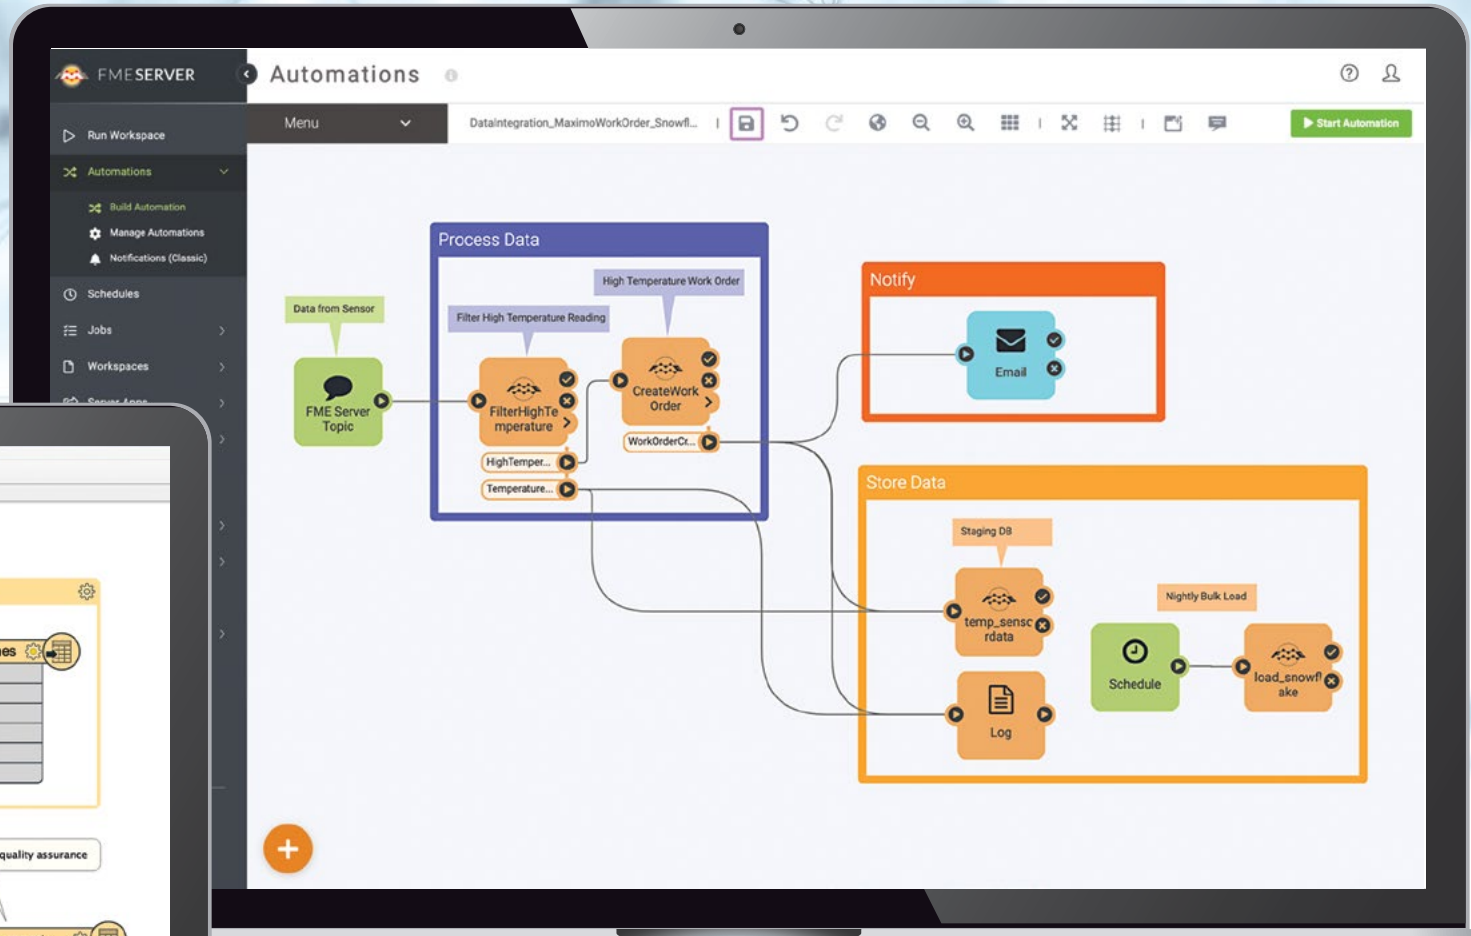 FMESERVER
Automations
Run Workspace
Automations
Build Automation
Manage Automations
Notifications (Classic)
Schedules
Jobs
Workspaces
Server Apps
Menu
DataIntegration_MaximoWorkOrder_Snowfl...
Start Automation
Process Data
High Temperature Work Order
Data from Sensor
Filter High Temperature Reading
FME Server
Topic
FilterHighTe
mperature
HighTemper...
Temperature...
CreateWork
Order
WorkOrderCr...
Notify
Email
Store Data
Staging DB
temp_senso
rdata
Log
Nightly Bulk Load
Schedule
load_snowfl
ake
quality assurance